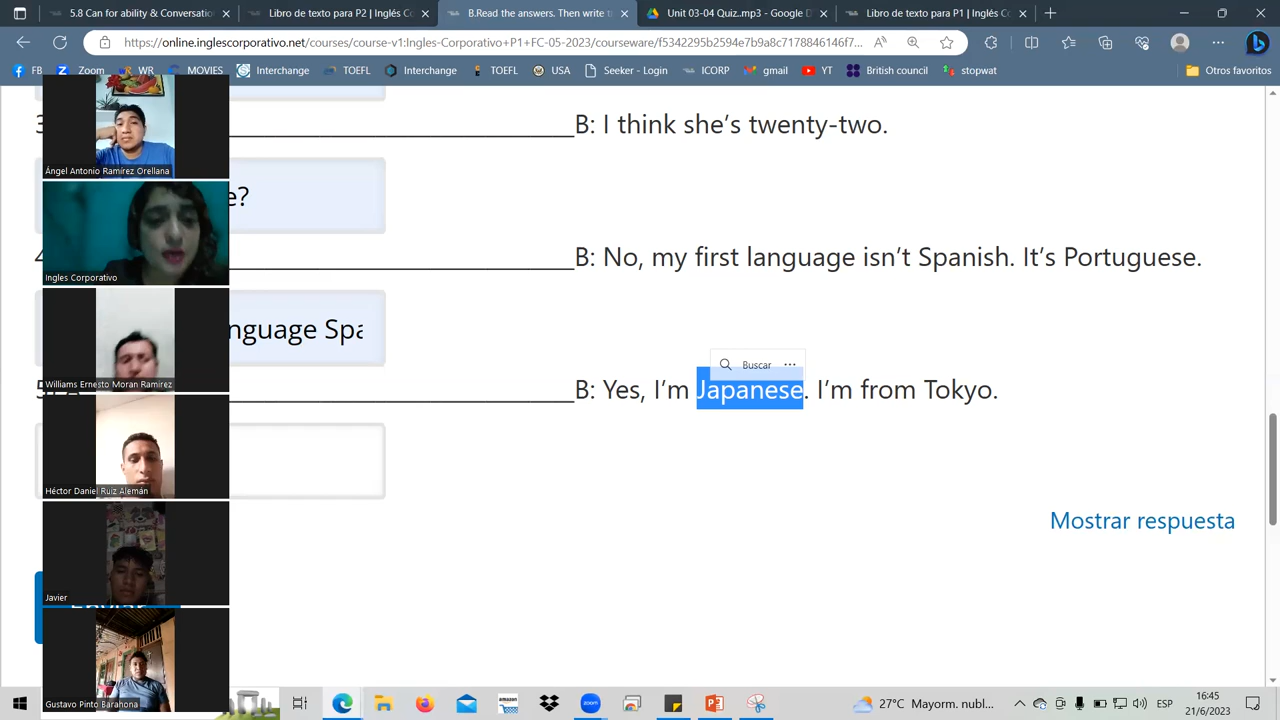 5.8 Can for ability & Conversation
Libro de texto para P2 | Inglés C
B.Read the answers. Then write t
Unit 03-04 Quiz..mp3 - Google D
Libro de texto para P1 | Inglés Co
https://online.inglescorporativo.net/courses/course-v1:Ingles-Corporativo+P1+FC-05-2023/courseware/f5342295b2594e7b9a8c7178846146f7...
FB
Zoom
WR
MOVIES
Interchange
TOEFL
Interchange
TOEFL
USA
Seeker - Login
ICORP
gmail
YT
British council
stopwat
Otros favoritos
B: I think she's twenty-two.
e?
B: No, my first language isn't Spanish. It's Portuguese.
nguage Spa
Buscar
B: Yes, I'm Japanese. I'm from Tokyo.
Mostrar respuesta
Ángel Antonio Ramírez Orellana
Ingles Corporativo
Williams Ernesto Moran Ramirez
Héctor Daniel Ruiz Alemán
Javier
Gustavo Pinto Barahona
amazon
zoom
27°C Mayorm. nubl...
ESP
16:45
21/6/2023